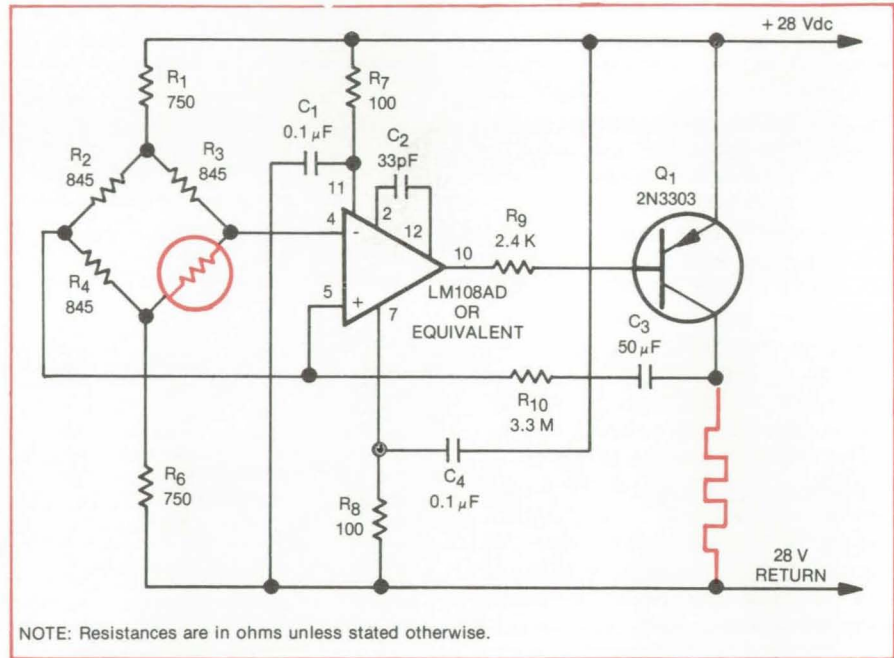 + 28 Vdc
R1
750
R7
100
C1
0.1 μF
C2
33pF
R2
845
R3
845
11
2
12
4
-
10
R9
2.4 K
Q1
2N3303
R4
845
5
+
7
LM108AD
OR
EQUIVALENT
C3
50 μF
R10
3.3 M
C4
0.1 μF
R6
750
R8
100
28 V
RETURN
NOTE: Resistances are in ohms unless stated otherwise.